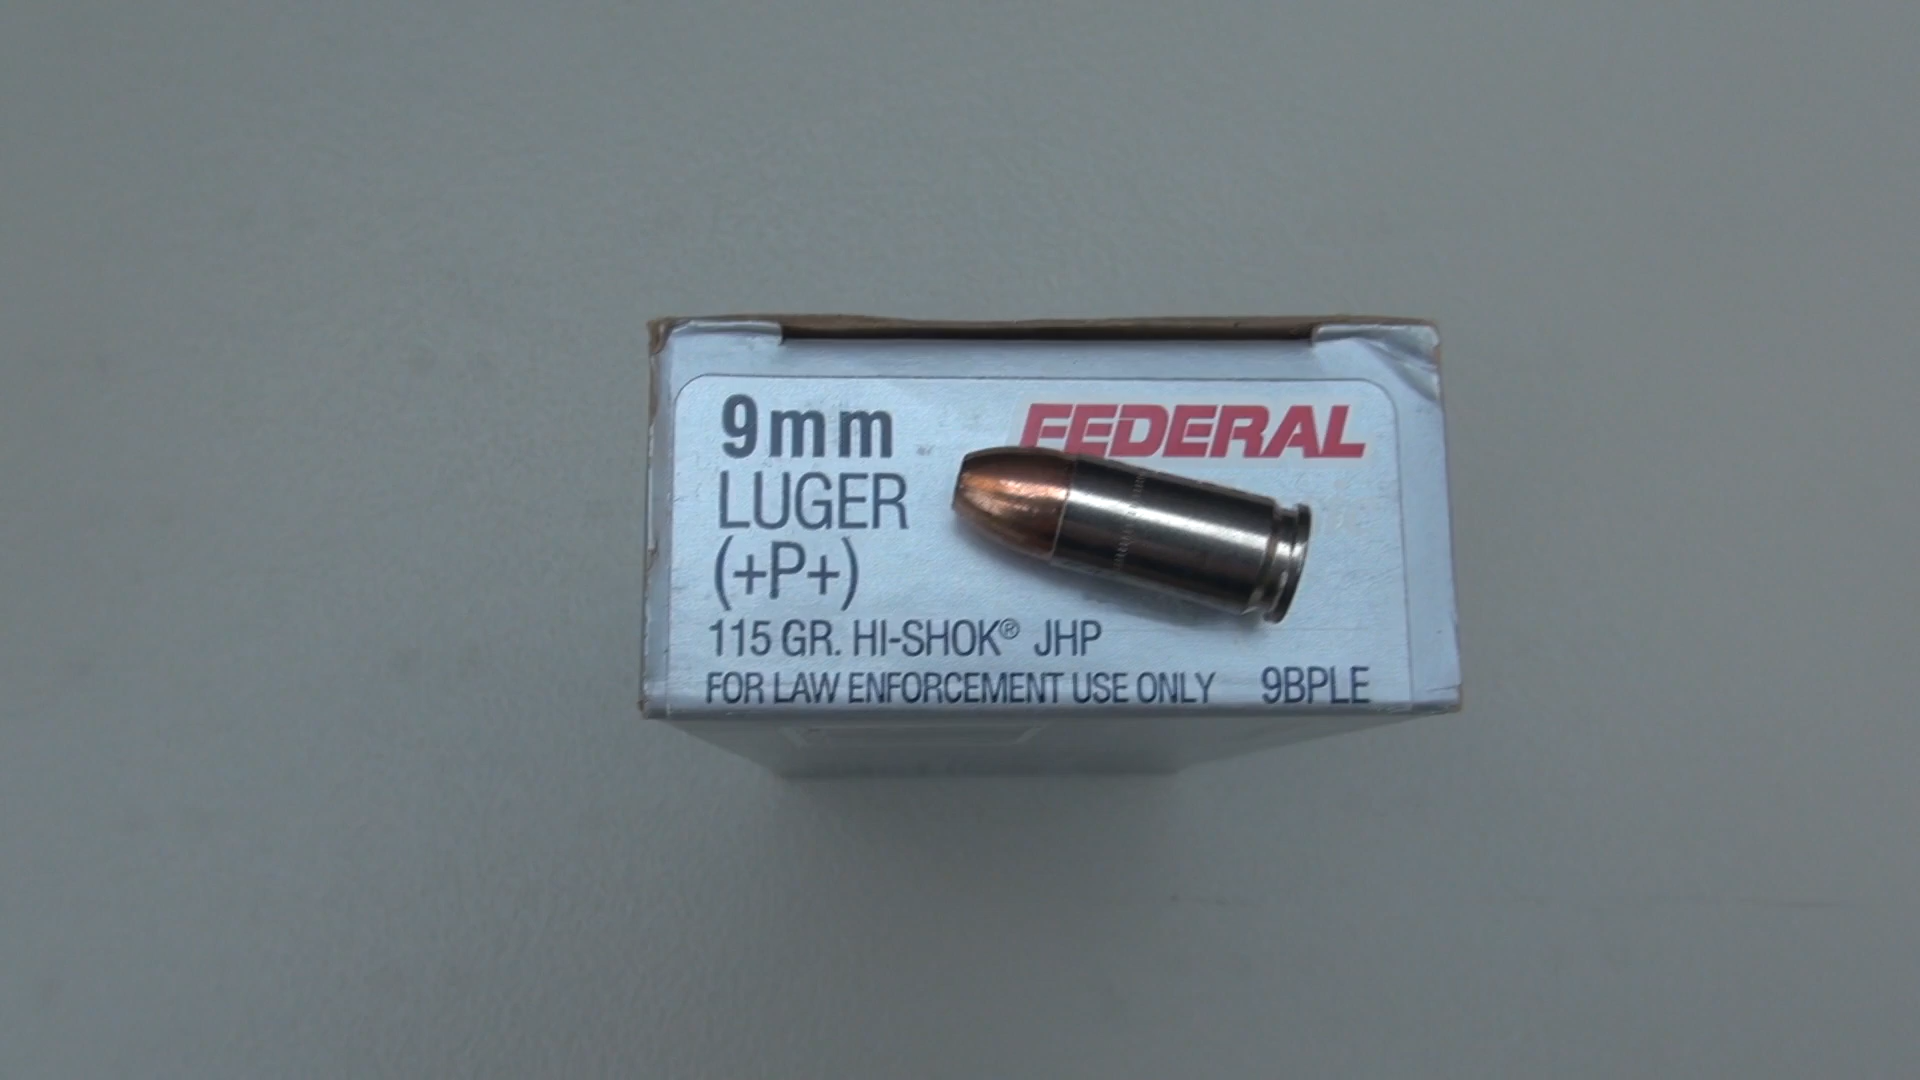 9mm FEDERAL
LUGER
(+P+)
115 GR. HI-SHOK® JHP
FOR LAW ENFORCEMENT USE ONLY 9BPLE